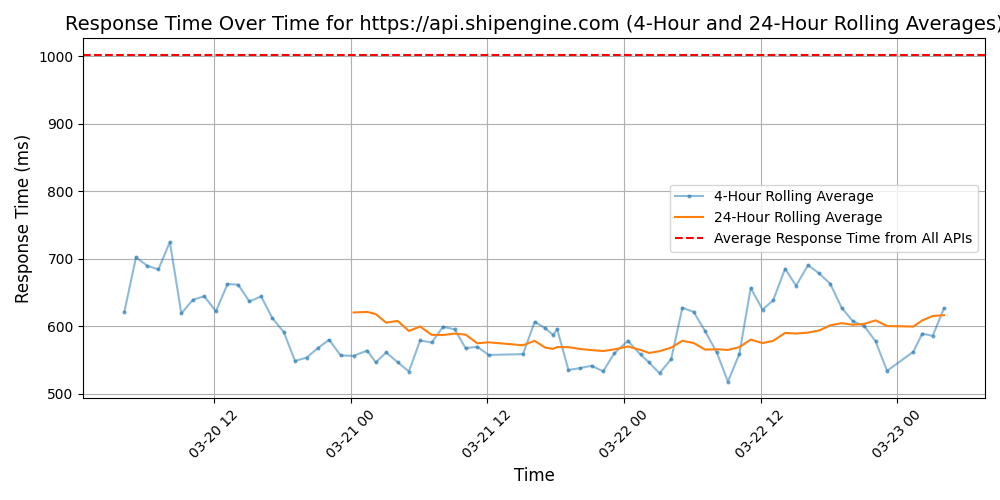 Response Time Over Time for https://api.shipengine.com (4-Hour and 24-Hour Rolling Averages)
1000
900
800
700
600
500
Response Time (ms)
4-Hour Rolling Average
24-Hour Rolling Average
Average Response Time from All APIs
03-20 12
03-21 00
03-21 12
03-22 00
03-22 12
03-23 00
Time